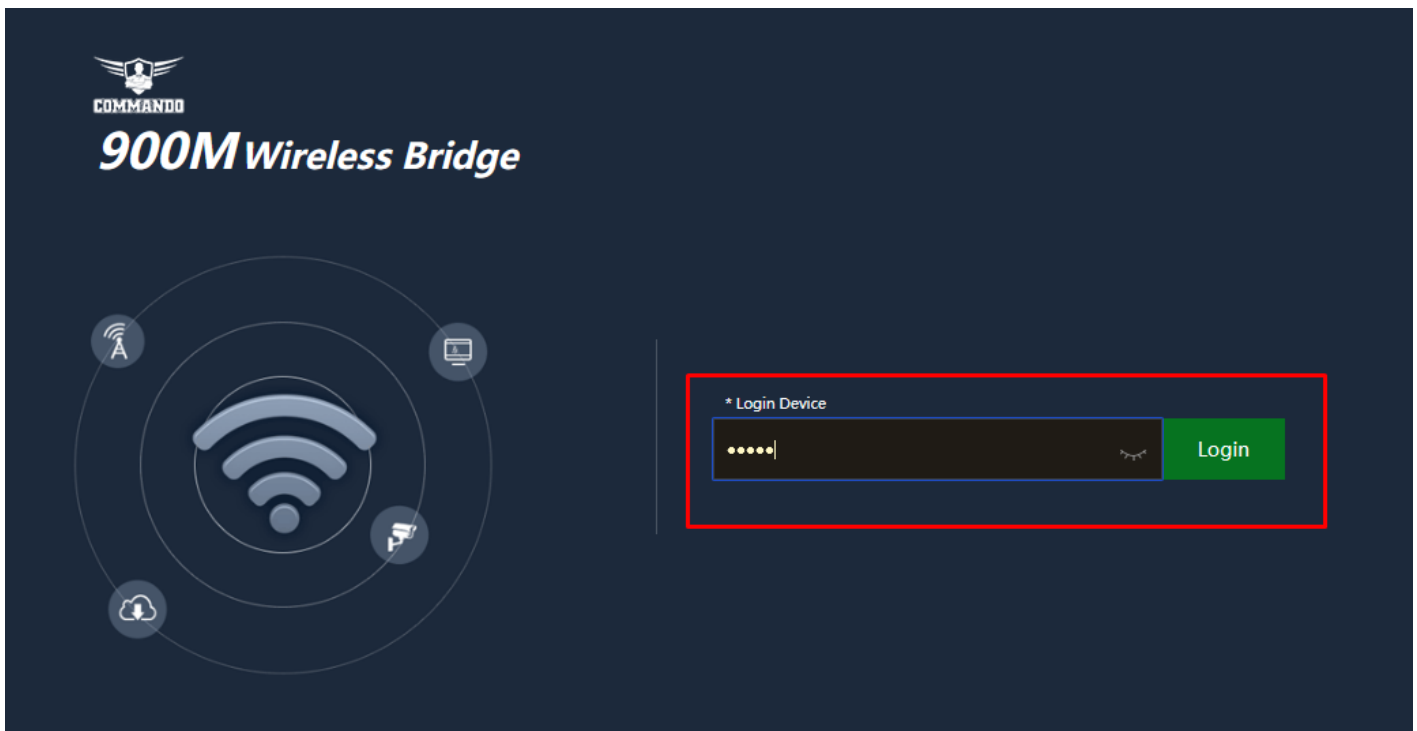 COMMANDO
900M Wireless Bridge
* Login Device
•••••
Login